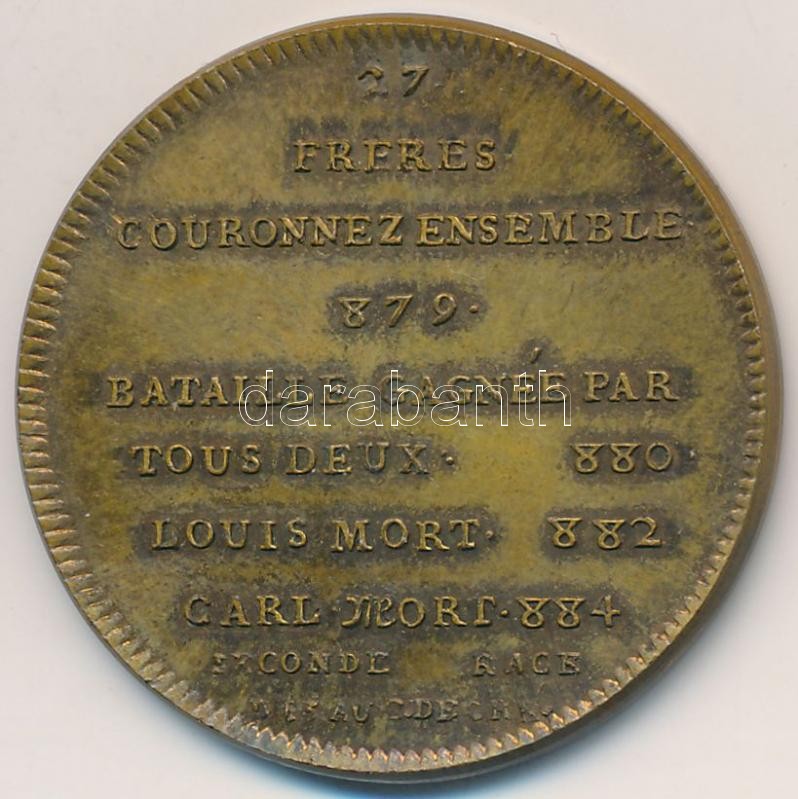 27
FRERES
COURONNEZ ENSEMBLE
879.
BATAILLE GAGNÉE PAR
darabanth
TOUS DEUX. 880
LOUIS MORT. 882
CARL MORT. 884
SECONDE RACE